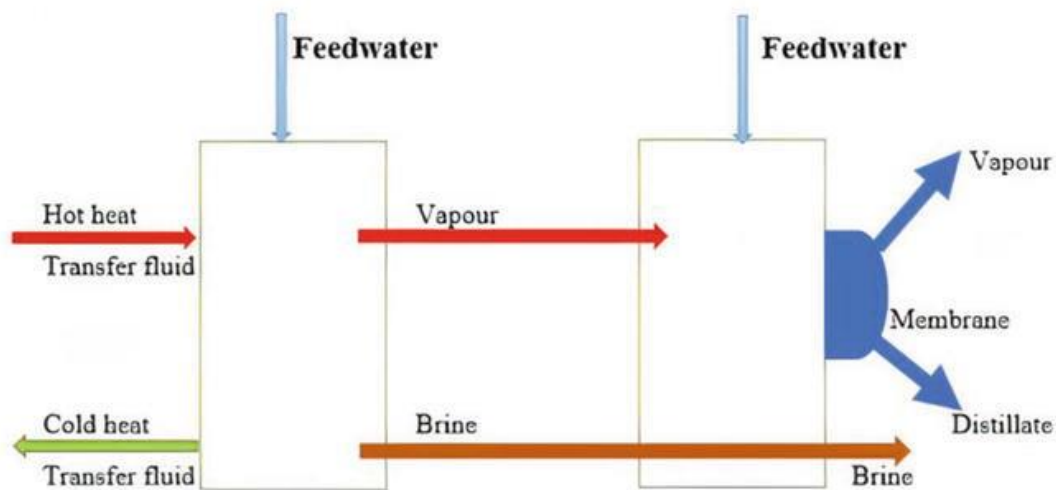 Feedwater
Feedwater
Vapour
Hot heat
Vapour
Transfer fluid
Membrane
Cold heat
Brine
Distillate
Transfer fluid
Brine